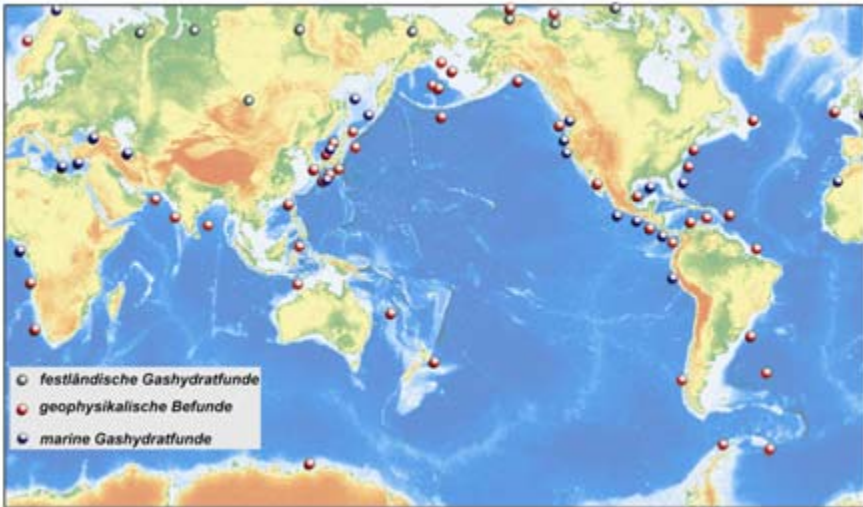 festländische Gashydratfunde
geophysikalische Befunde
marine Gashydratfunde